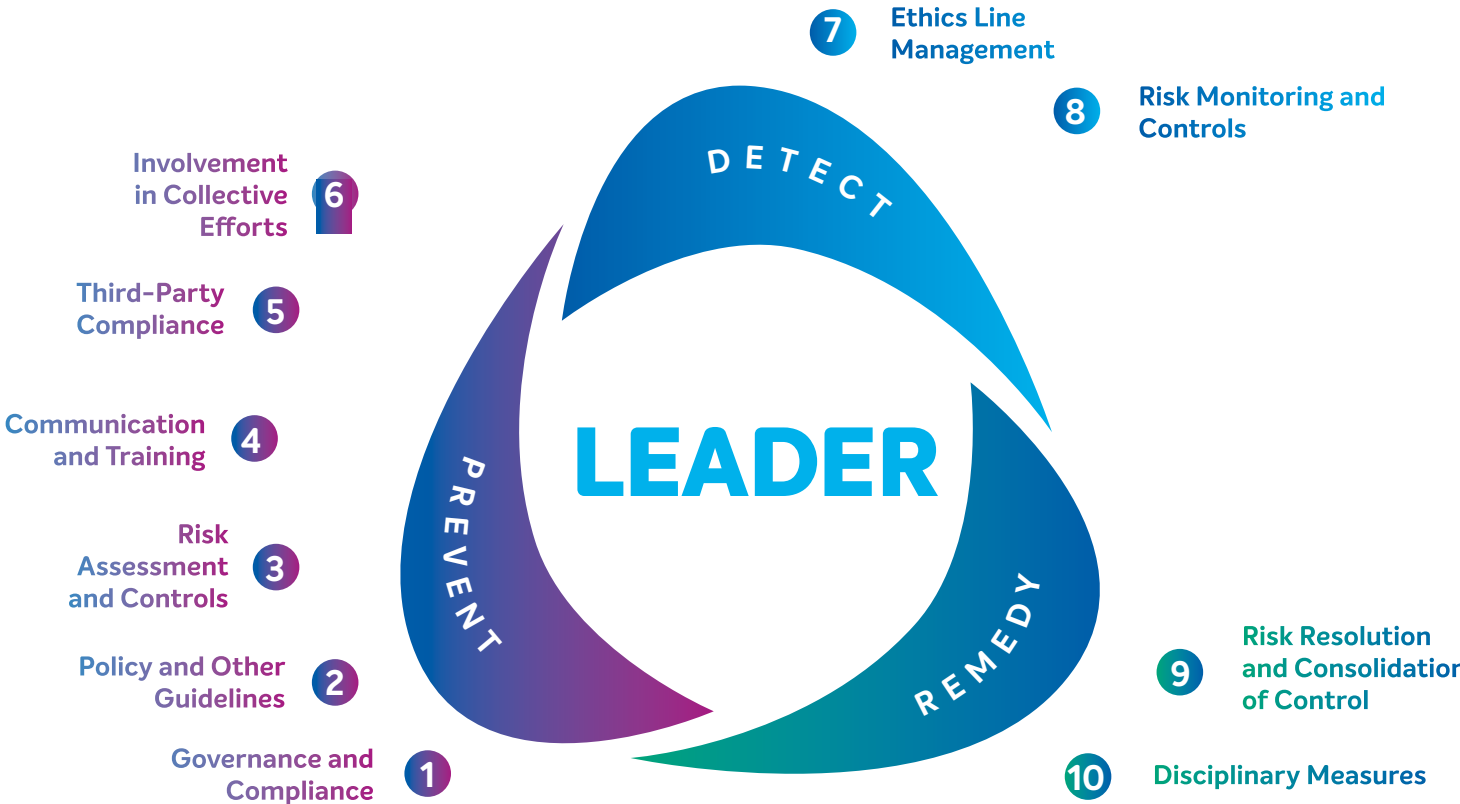 7
Ethics Line
Management
8
Risk Monitoring and
Controls
DETECT
Involvement
in Collective
Efforts
6
Third-Party
Compliance
5
Communication
and Training
4
Risk
Assessment
and Controls
3
Policy and Other
Guidelines
2
Governance and
Compliance
1
PREVENT
LEADER
REMEDY
9
Risk Resolution
and Consolidation
of Control
10
Disciplinary Measures